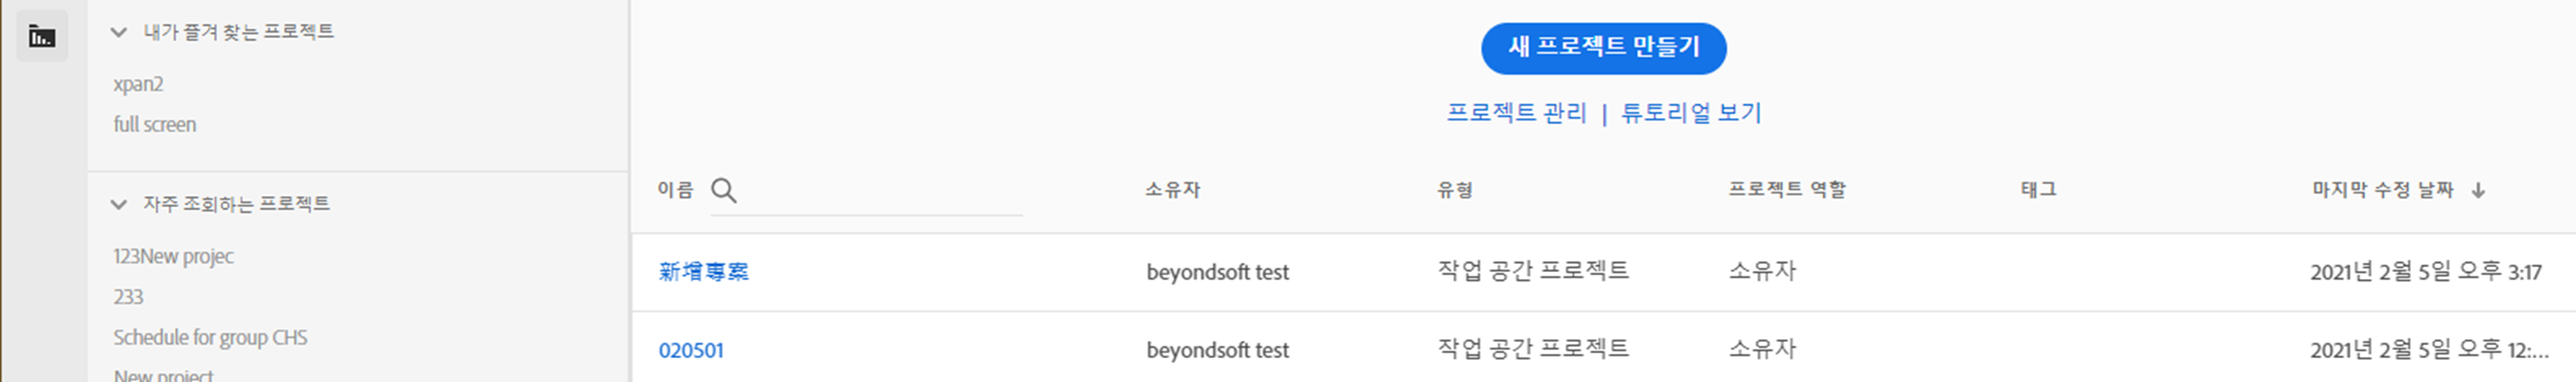 내가 즐겨 찾는 프로젝트
xpan2
full screen
자주 조회하는 프로젝트
123New projec
233
Schedule for group CHS
New project
새 프로젝트 만들기
프로젝트 관리 | 튜토리얼 보기
이름 소유자 유형 프로젝트 역할 태그 마지막 수정 날짜
新增專案 beyondsoft test 작업 공간 프로젝트 소유자 2021년 2월 5일 오후 3:17
020501 beyondsoft test 작업 공간 프로젝트 소유자 2021년 2월 5일 오후 12:...